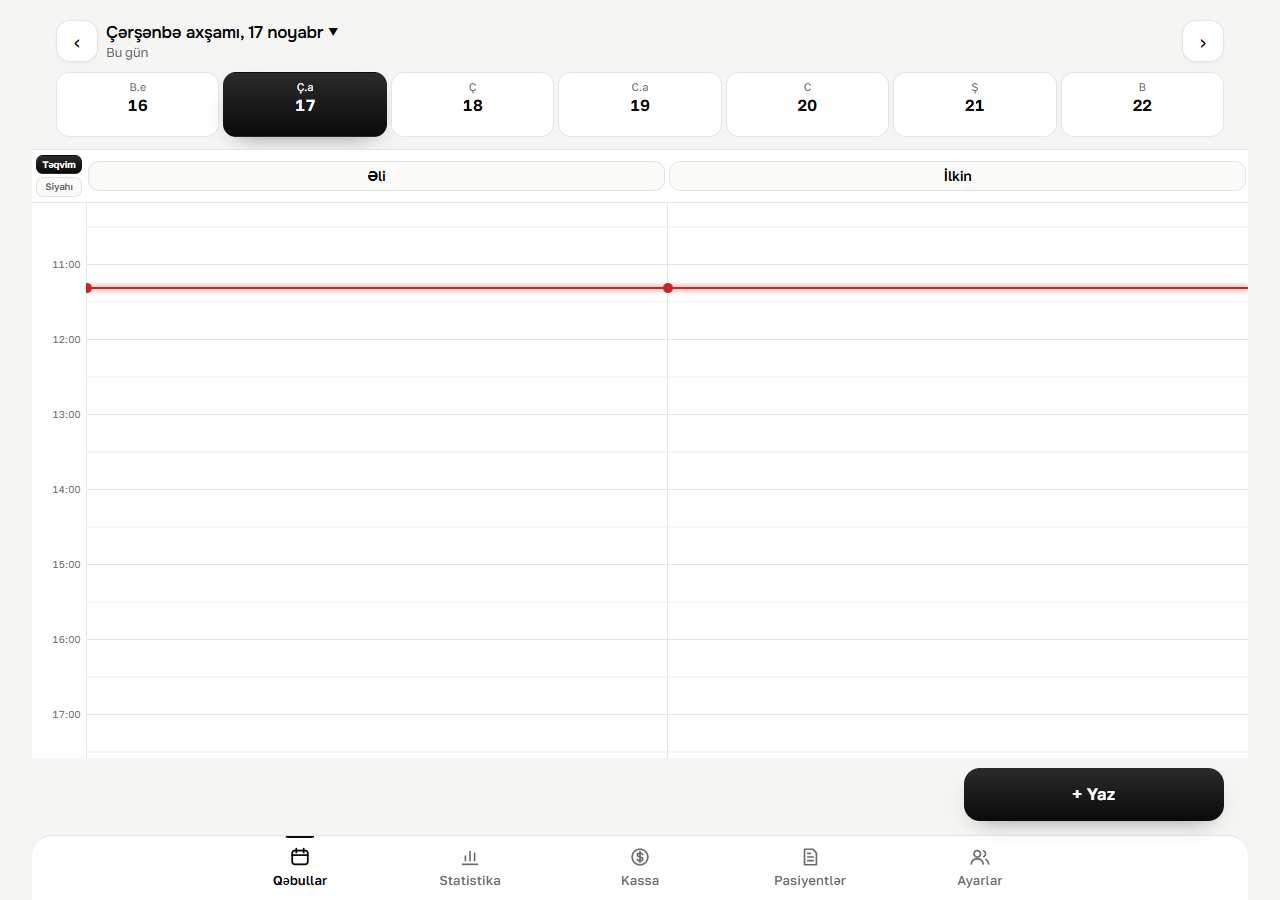 ‹
Çərşənbə axşamı, 17 noyabr ▼
Bu gün
›
B.e
16
Ç.a
17
Ç
18
C.a
19
C
20
Ş
21
B
22
Təqvim
Siyahı
Əli
İlkin
11:00
12:00
13:00
14:00
15:00
16:00
17:00
+ Yaz
Qəbullar
Statistika
Kassa
Pasiyentlər
Ayarlar